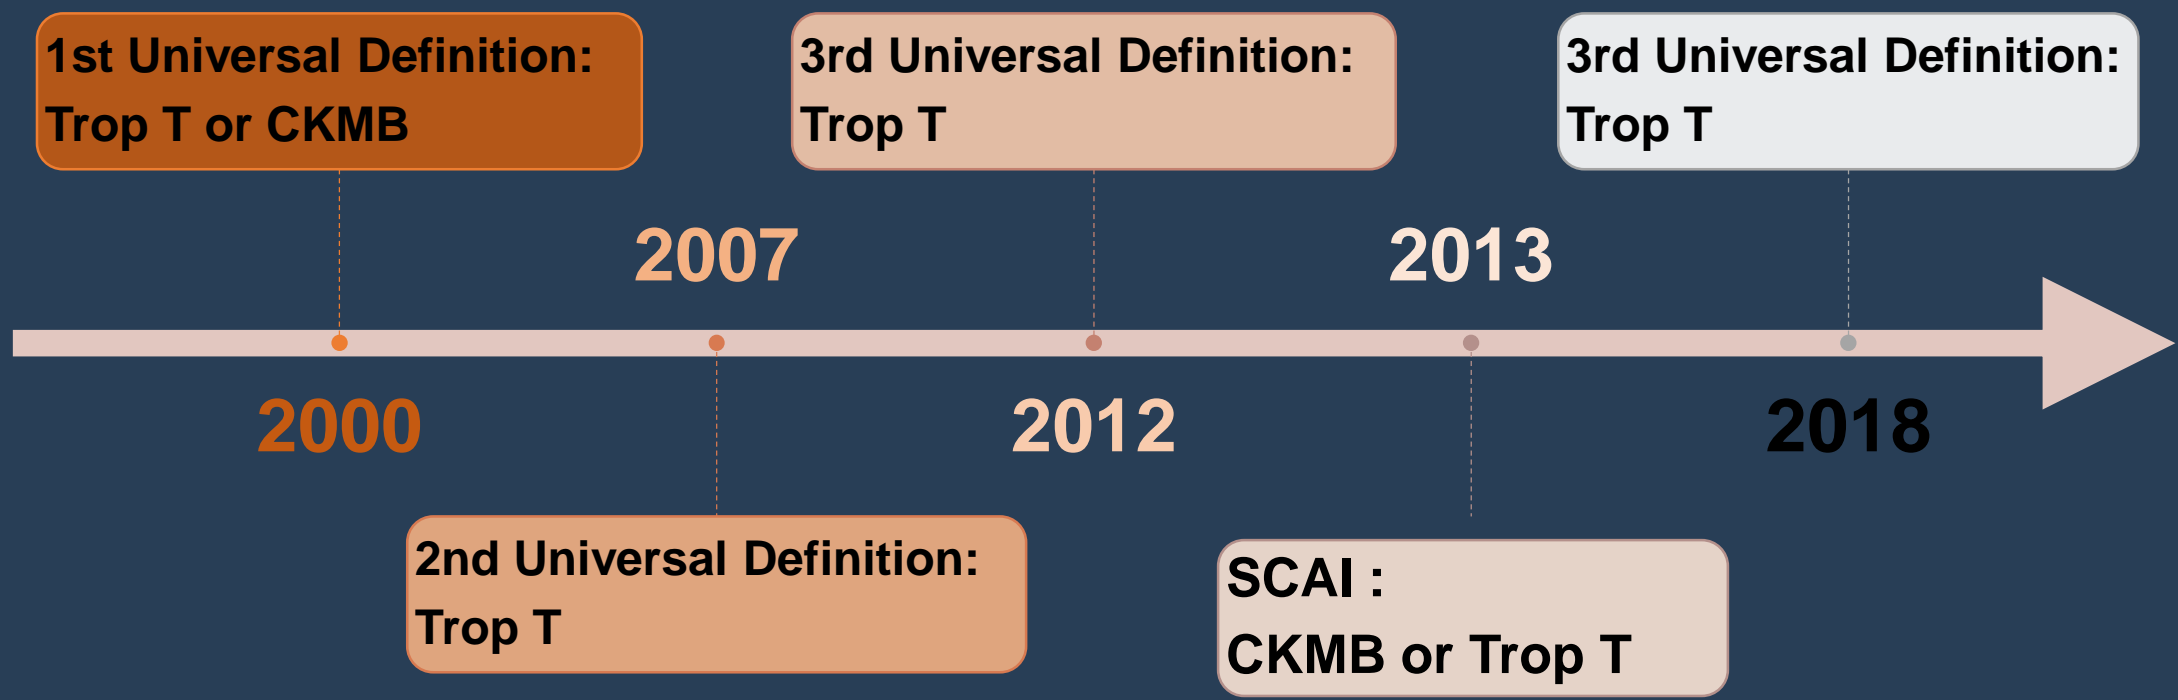 1st Universal Definition:
Trop T or CKMB
3rd Universal Definition:
Trop T
3rd Universal Definition:
Trop T
2007
2013
2000
2012
2018
2nd Universal Definition:
Trop T
SCAI :
CKMB or Trop T